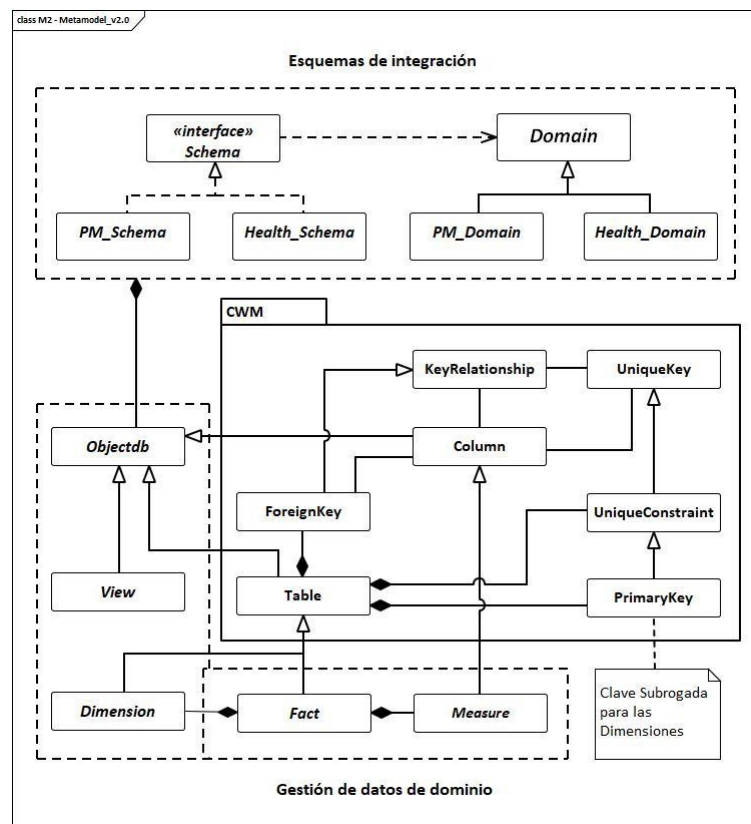 class M2 - Metamodel_v2.0
Esquemas de integración
«interface»
Schema
Domain
PM_Schema
Health_Schema
PM_Domain
Health_Domain
CWM
KeyRelationship
UniqueKey
Objectdb
Column
ForeignKey
UniqueConstraint
View
Table
PrimaryKey
Dimension
Fact
Measure
Clave Subrogada
para las
Dimensiones
Gestión de datos de dominio